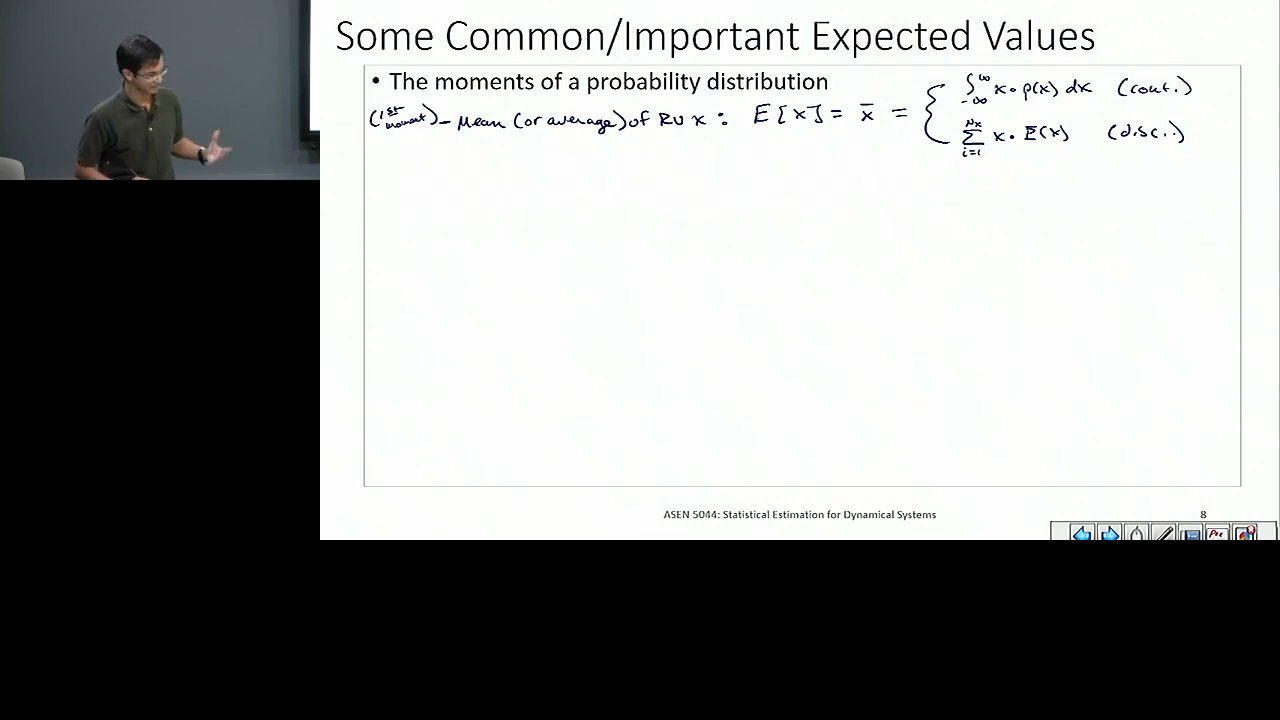 Some Common/Important Expected Values
• The moments of a probability distribution
(1st moment) - Mean (or average) of RV x : E[x] = x̄ = { ∫_{-∞}^{∞} x · p(x) dx (cont.)
∑_{i=1}^{Nx} x · P(x) (disc.)
ASEN 5044: Statistical Estimation for Dynamical Systems 8